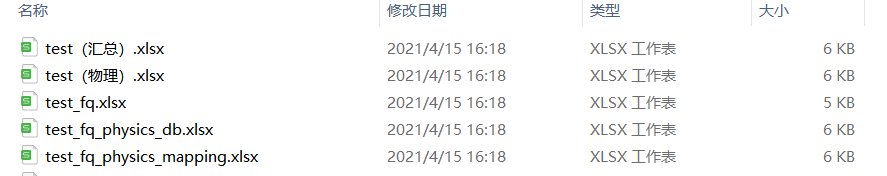 名称 修改日期 类型 大小
test（汇总）.xlsx 2021/4/15 16:18 XLSX 工作表 6 KB
test（物理）.xlsx 2021/4/15 16:18 XLSX 工作表 6 KB
test_fq.xlsx 2021/4/15 16:18 XLSX 工作表 5 KB
test_fq_physics_db.xlsx 2021/4/15 16:18 XLSX 工作表 6 KB
test_fq_physics_mapping.xlsx 2021/4/15 16:18 XLSX 工作表 6 KB